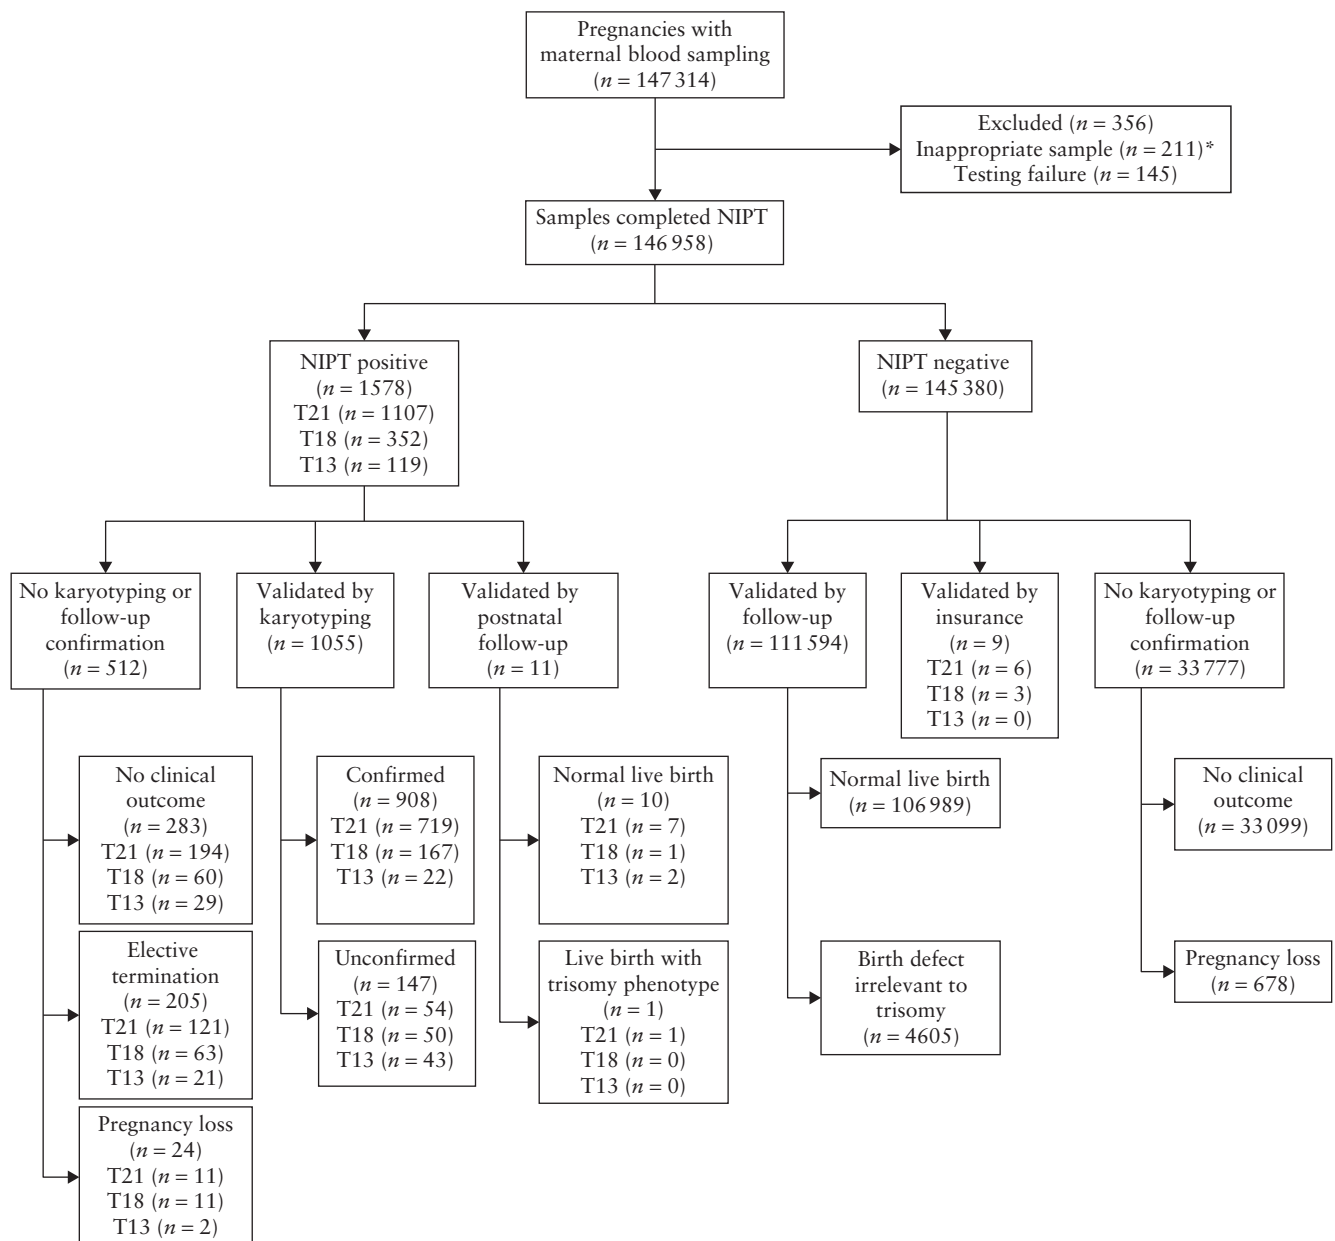 Pregnancies with
maternal blood sampling
(n = 147 314)
Excluded (n = 356)
Inappropriate sample (n = 211)*
Testing failure (n = 145)
Samples completed NIPT
(n = 146 958)
NIPT positive
(n = 1578)
T21 (n = 1107)
T18 (n = 352)
T13 (n = 119)
NIPT negative
(n = 145 380)
No karyotyping or
follow-up
confirmation
(n = 512)
Validated by
karyotyping
(n = 1055)
Validated by
postnatal
follow-up
(n = 11)
Validated by
follow-up
(n = 111 594)
Validated by
insurance
(n = 9)
T21 (n = 6)
T18 (n = 3)
T13 (n = 0)
No karyotyping or
follow-up
confirmation
(n = 33 777)
No clinical
outcome
(n = 283)
T21 (n = 194)
T18 (n = 60)
T13 (n = 29)
Confirmed
(n = 908)
T21 (n = 719)
T18 (n = 167)
T13 (n = 22)
Normal live birth
(n = 10)
T21 (n = 7)
T18 (n = 1)
T13 (n = 2)
Normal live birth
(n = 106 989)
No clinical
outcome
(n = 33 099)
Elective
termination
(n = 205)
T21 (n = 121)
T18 (n = 63)
T13 (n = 21)
Unconfirmed
(n = 147)
T21 (n = 54)
T18 (n = 50)
T13 (n = 43)
Live birth with
trisomy phenotype
(n = 1)
T21 (n = 1)
T18 (n = 0)
T13 (n = 0)
Birth defect
irrelevant to
trisomy
(n = 4605)
Pregnancy loss
(n = 678)
Pregnancy loss
(n = 24)
T21 (n = 11)
T18 (n = 11)
T13 (n = 2)